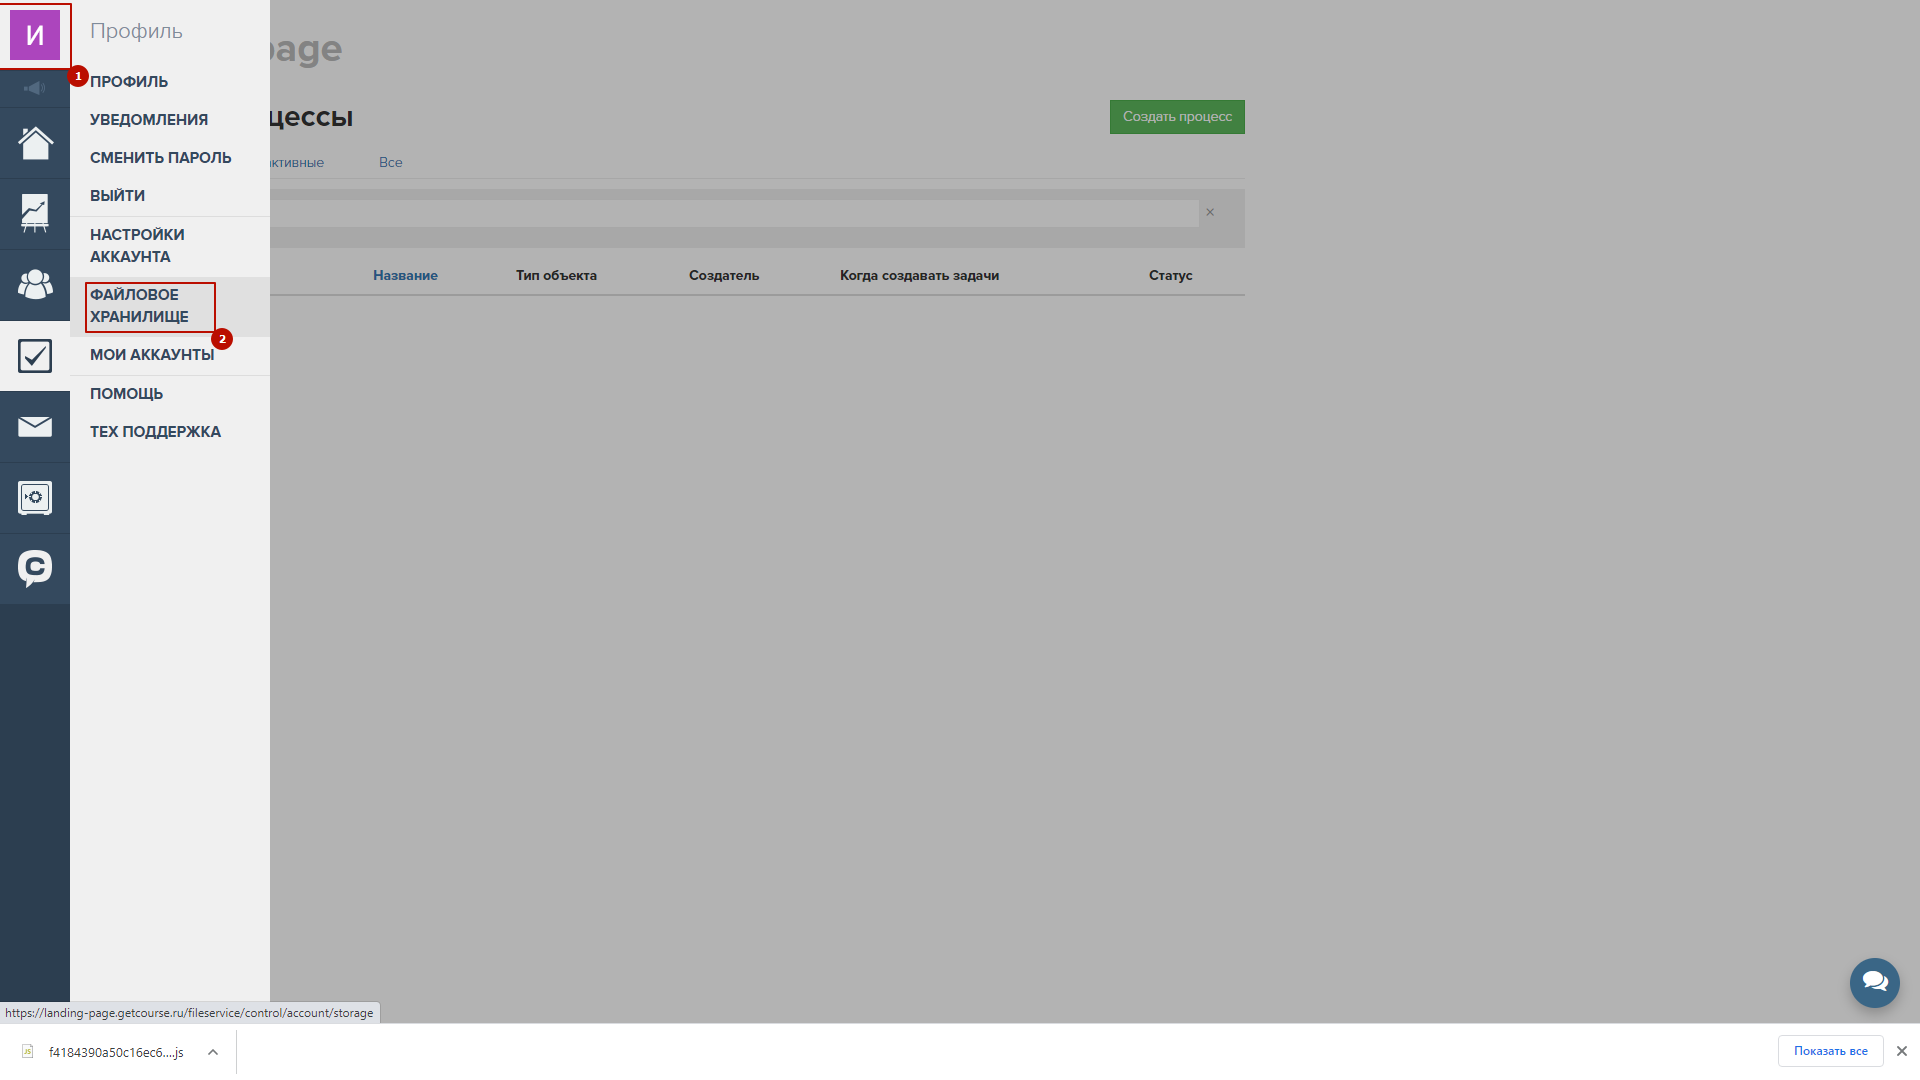 И
Профиль
1
ПРОФИЛЬ
УВЕДОМЛЕНИЯ
СМЕНИТЬ ПАРОЛЬ
ВЫЙТИ
НАСТРОЙКИ
АККАУНТА
ФАЙЛОВОЕ
ХРАНИЛИЩЕ
2
МОИ АККАУНТЫ
ПОМОЩЬ
ТЕХ ПОДДЕРЖКА
page
цессы
Создать процесс
активные Все
×
Название Тип объекта Создатель Когда создавать задачи Статус
https://landing-page.getcourse.ru/fileservice/control/account/storage
f4184390a50c16ec6....js
Показать все